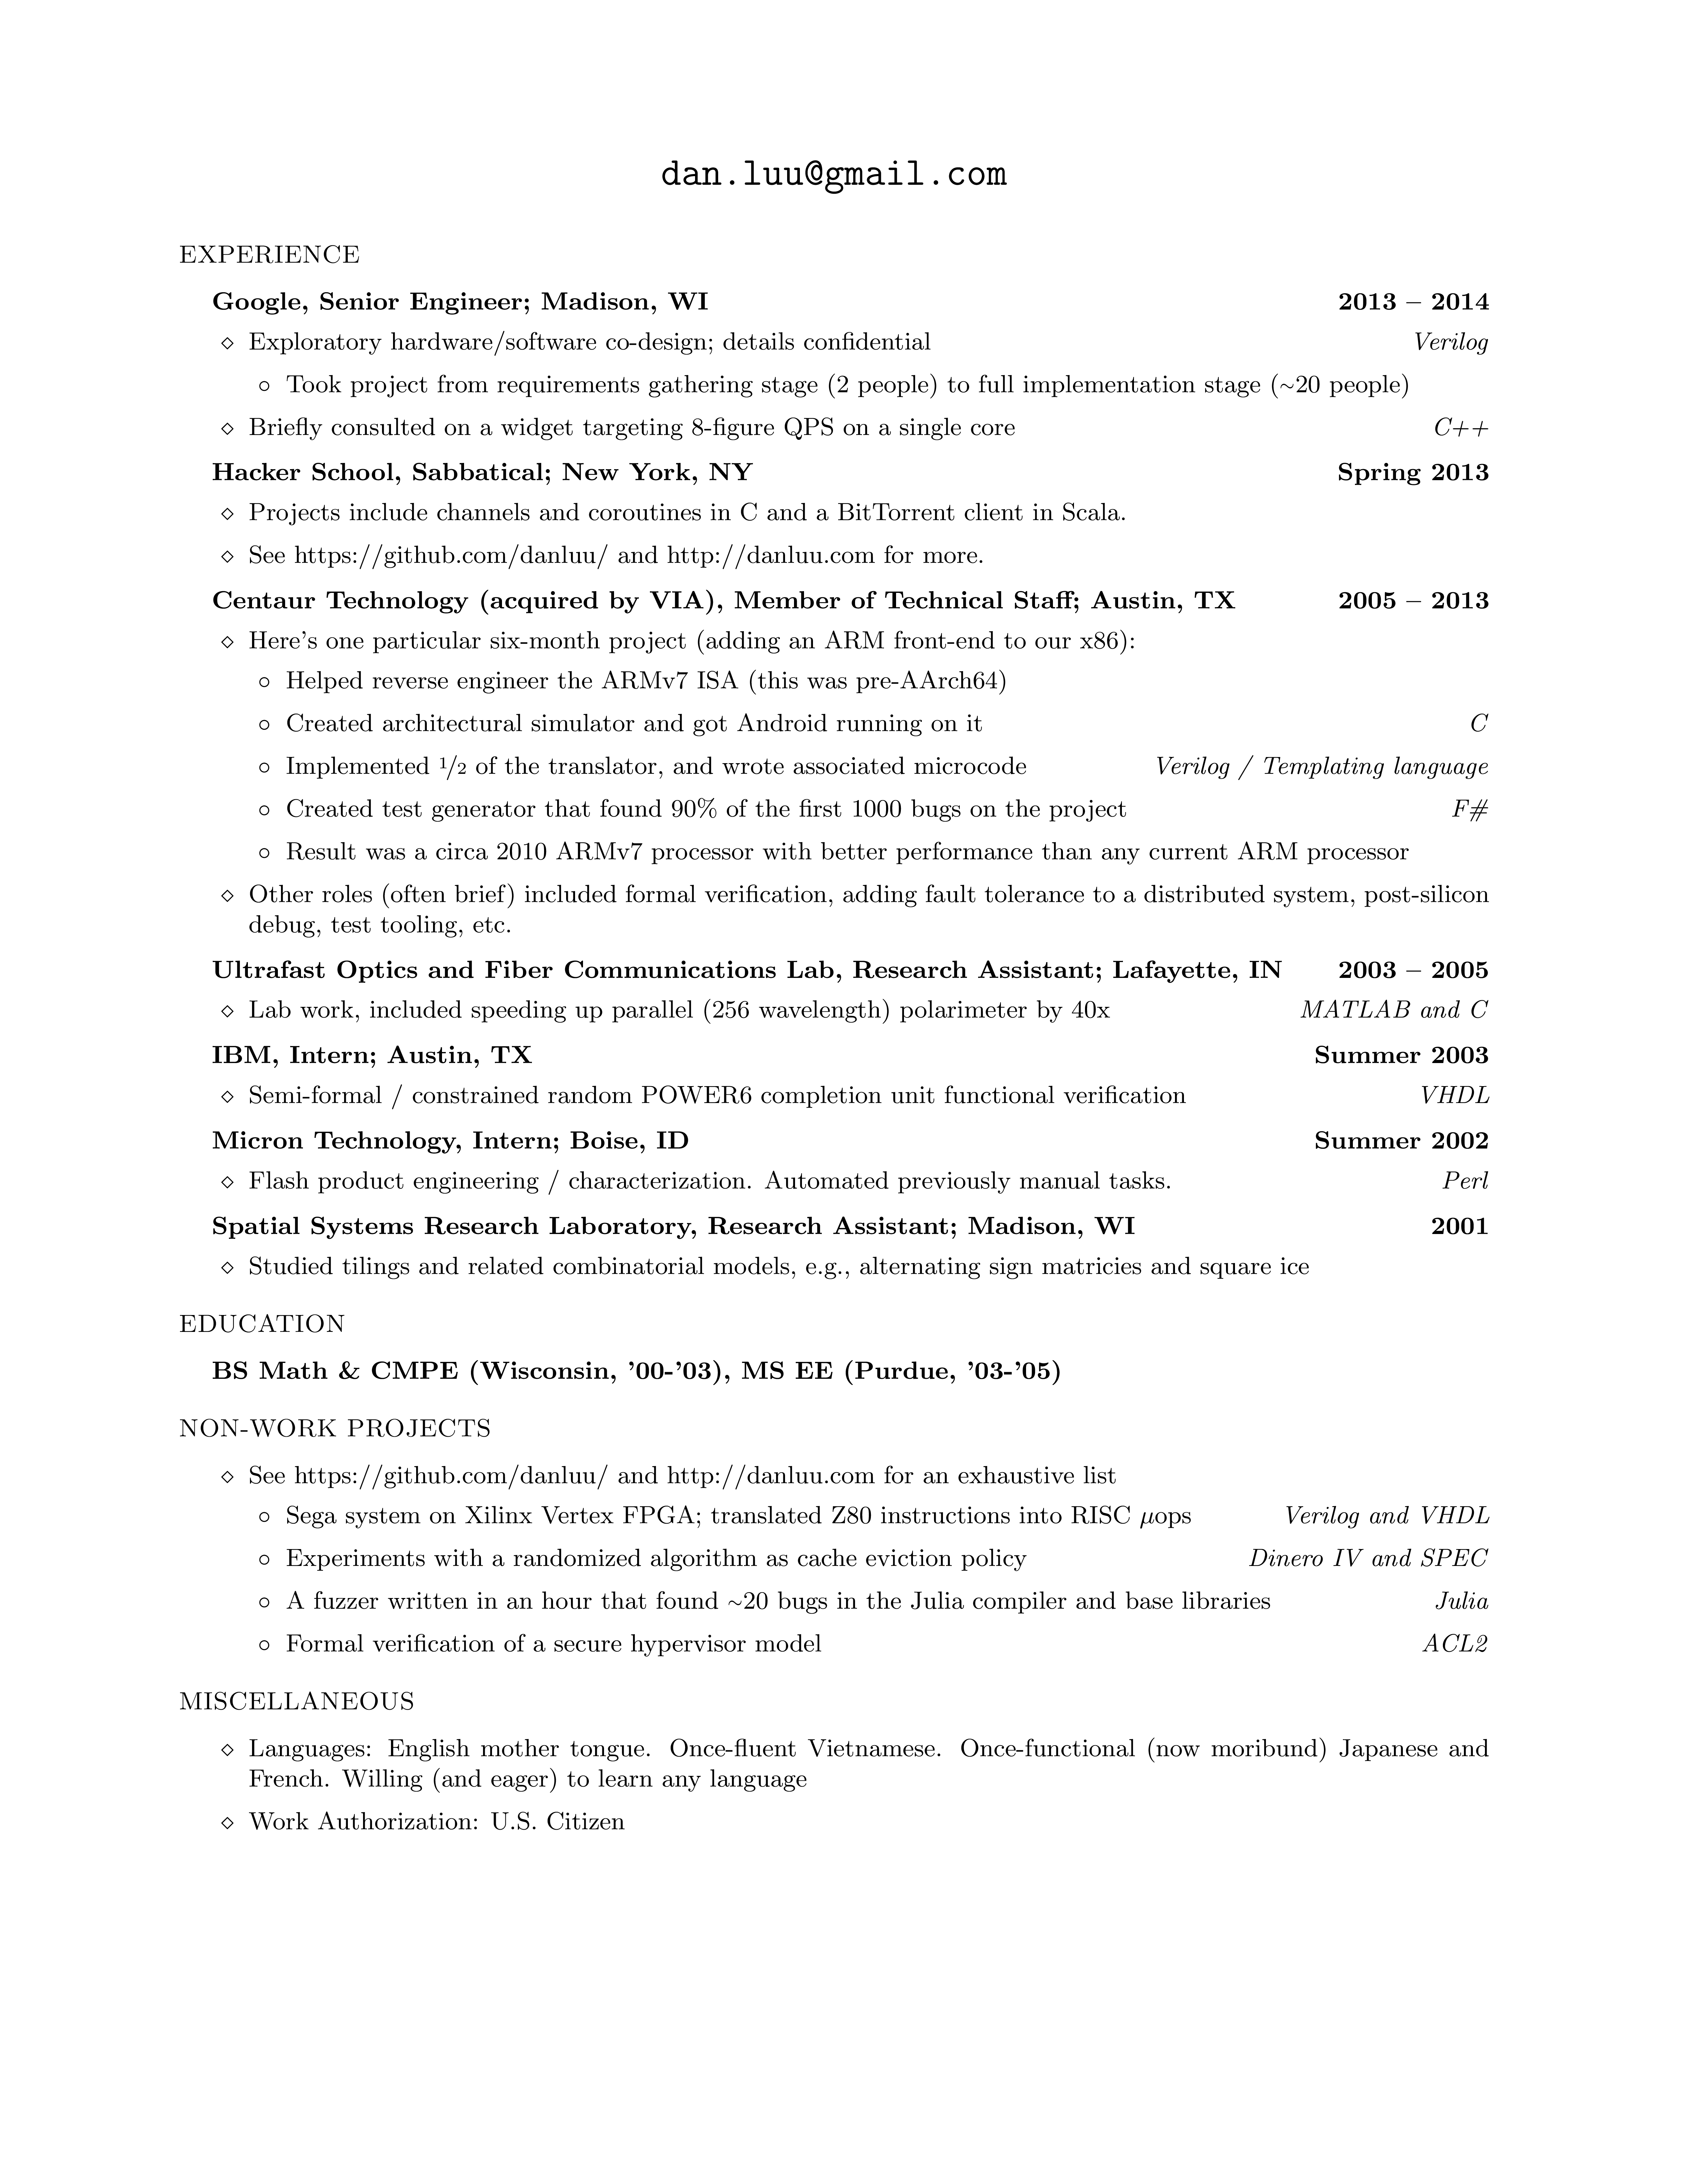 dan.luu@gmail.com
EXPERIENCE
Google, Senior Engineer; Madison, WI 2013 – 2014
⋄ Exploratory hardware/software co-design; details confidential Verilog
○ Took project from requirements gathering stage (2 people) to full implementation stage (~20 people)
⋄ Briefly consulted on a widget targeting 8-figure QPS on a single core C++
Hacker School, Sabbatical; New York, NY Spring 2013
⋄ Projects include channels and coroutines in C and a BitTorrent client in Scala.
⋄ See https://github.com/danluu/ and http://danluu.com for more.
Centaur Technology (acquired by VIA), Member of Technical Staff; Austin, TX 2005 – 2013
⋄ Here's one particular six-month project (adding an ARM front-end to our x86):
○ Helped reverse engineer the ARMv7 ISA (this was pre-AArch64)
○ Created architectural simulator and got Android running on it C
○ Implemented 1/2 of the translator, and wrote associated microcode Verilog / Templating language
○ Created test generator that found 90% of the first 1000 bugs on the project F#
○ Result was a circa 2010 ARMv7 processor with better performance than any current ARM processor
⋄ Other roles (often brief) included formal verification, adding fault tolerance to a distributed system, post-silicon
debug, test tooling, etc.
Ultrafast Optics and Fiber Communications Lab, Research Assistant; Lafayette, IN 2003 – 2005
⋄ Lab work, included speeding up parallel (256 wavelength) polarimeter by 40x MATLAB and C
IBM, Intern; Austin, TX Summer 2003
⋄ Semi-formal / constrained random POWER6 completion unit functional verification VHDL
Micron Technology, Intern; Boise, ID Summer 2002
⋄ Flash product engineering / characterization. Automated previously manual tasks. Perl
Spatial Systems Research Laboratory, Research Assistant; Madison, WI 2001
⋄ Studied tilings and related combinatorial models, e.g., alternating sign matricies and square ice
EDUCATION
BS Math & CMPE (Wisconsin, '00-'03), MS EE (Purdue, '03-'05)
NON-WORK PROJECTS
⋄ See https://github.com/danluu/ and http://danluu.com for an exhaustive list
○ Sega system on Xilinx Vertex FPGA; translated Z80 instructions into RISC μops Verilog and VHDL
○ Experiments with a randomized algorithm as cache eviction policy Dinero IV and SPEC
○ A fuzzer written in an hour that found ~20 bugs in the Julia compiler and base libraries Julia
○ Formal verification of a secure hypervisor model ACL2
MISCELLANEOUS
⋄ Languages: English mother tongue. Once-fluent Vietnamese. Once-functional (now moribund) Japanese and
French. Willing (and eager) to learn any language
⋄ Work Authorization: U.S. Citizen